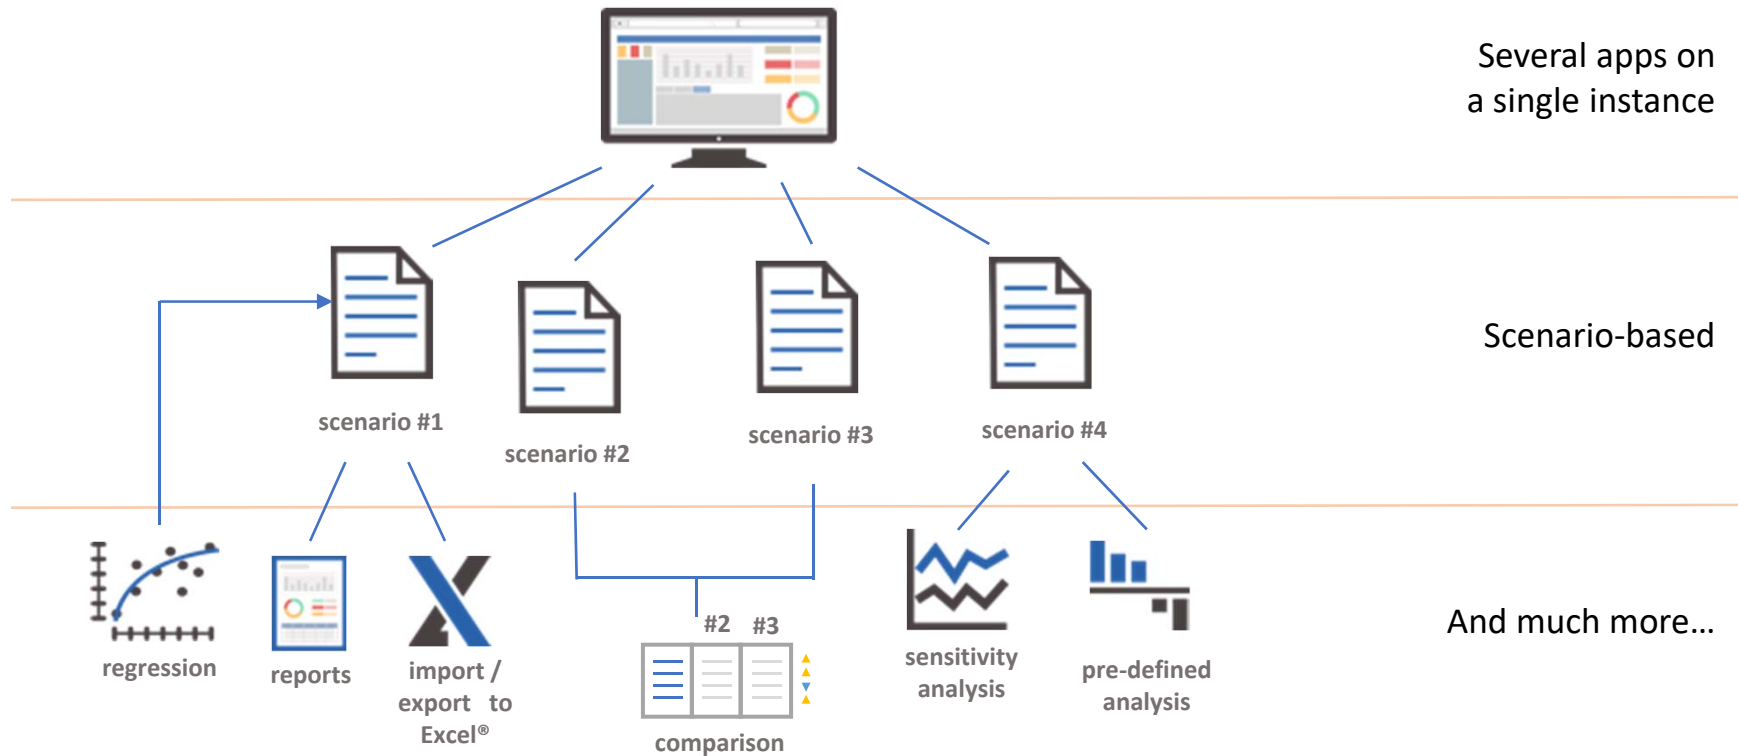 Several apps on
a single instance
Scenario-based
scenario #1
scenario #2
scenario #3
scenario #4
And much more...
#2 #3
regression
reports
import /
export to
Excel®
comparison
sensitivity
analysis
pre-defined
analysis